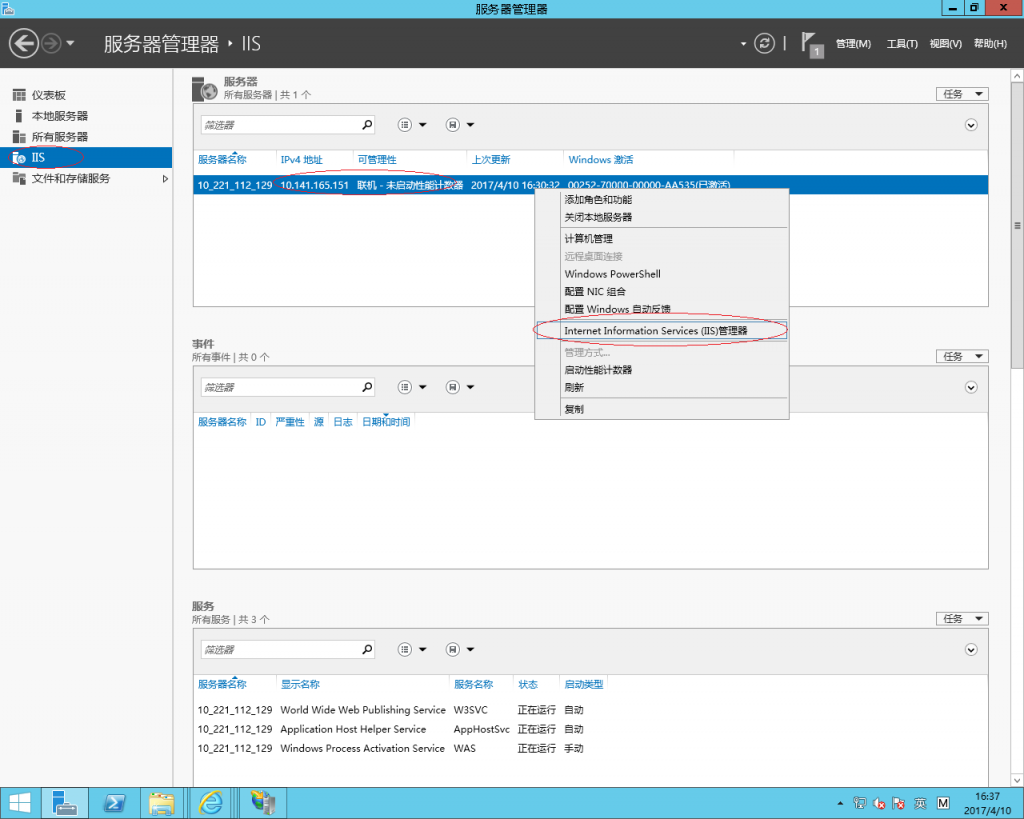 服务器管理器
服务器管理器 ‣ IIS
1
管理(M) 工具(T) 视图(V) 帮助(H)
仪表板
本地服务器
所有服务器
IIS
文件和存储服务
服务器
所有服务器 | 共 1 个
任务
筛选器
服务器名称 IPv4 地址 可管理性 上次更新 Windows 激活
10_221_112_129 10.141.165.151 联机 - 未启动性能计数器 2017/4/10 16:30:32 00252-70000-00000-AA535(已激活)
添加角色和功能
关闭本地服务器
计算机管理
远程桌面连接
Windows PowerShell
配置 NIC 组合
配置 Windows 自动反馈
Internet Information Services (IIS)管理器
管理方式...
启动性能计数器
刷新
复制
事件
所有事件 | 共 0 个
任务
筛选器
服务器名称 ID 严重性 源 日志 日期和时间
服务
所有服务 | 共 3 个
任务
筛选器
服务器名称 显示名称 服务名称 状态 启动类型
10_221_112_129 World Wide Web Publishing Service W3SVC 正在运行 自动
10_221_112_129 Application Host Helper Service AppHostSvc 正在运行 自动
10_221_112_129 Windows Process Activation Service WAS 正在运行 手动
英 M
16:37
2017/4/10